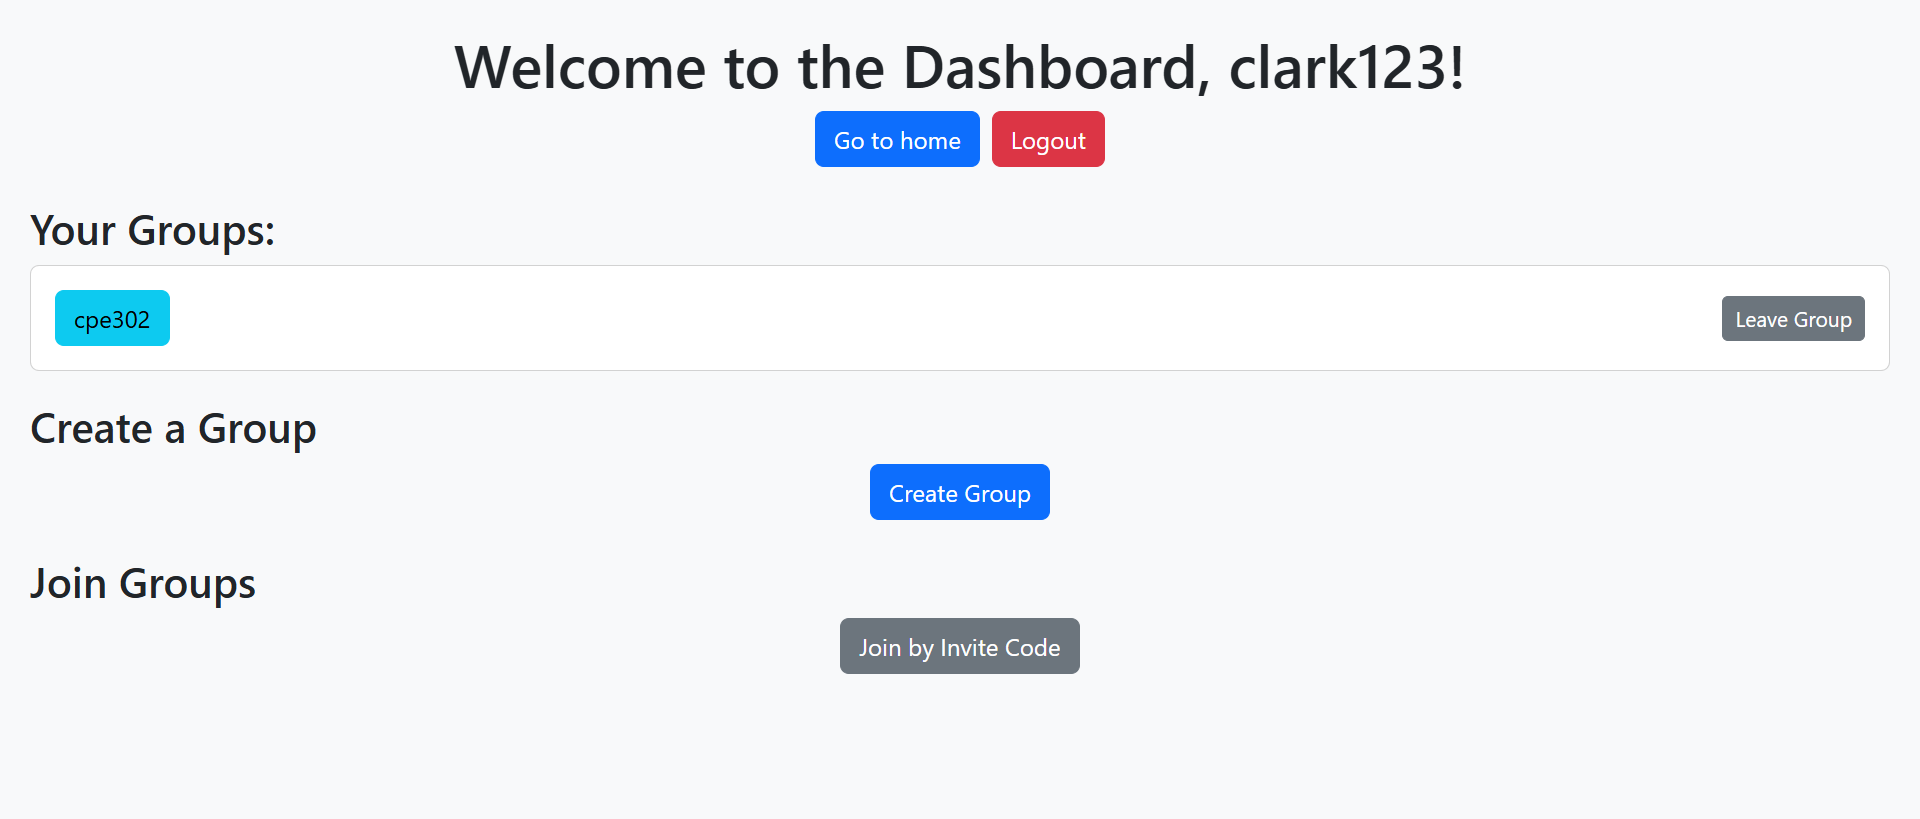 Welcome to the Dashboard, clark123!
Go to home Logout
Your Groups:
cpe302 Leave Group
Create a Group
Create Group
Join Groups
Join by Invite Code